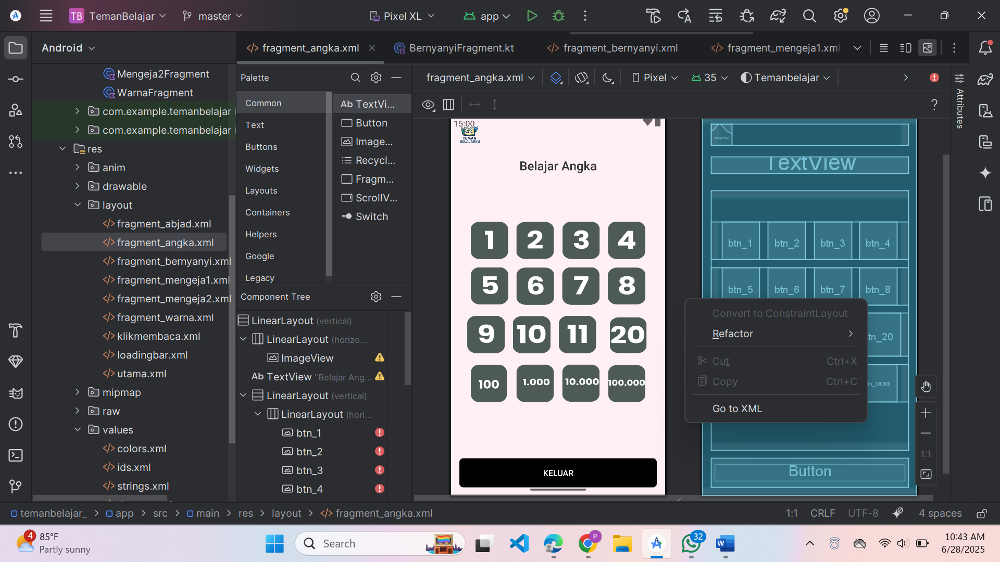 TB TemanBelajar master Pixel XL app
Android
fragment_angka.xml
BernyanyiFragment.kt
fragment_bernyanyi.xml
fragment_mengeja1.xml
Mengeja2Fragment
WarnaFragment
com.example.temanbelajar
com.example.temanbelajar
res
anim
drawable
layout
fragment_abjad.xml
fragment_angka.xml
fragment_bernyanyi.xml
fragment_mengeja1.xml
fragment_mengeja2.xml
fragment_warna.xml
klikmembaca.xml
loadingbar.xml
utama.xml
mipmap
raw
values
colors.xml
ids.xml
strings.xml
Palette
Common
Text
Buttons
Widgets
Layouts
Containers
Helpers
Google
Legacy
Ab TextVi...
Button
Image...
Recycl...
Fragm...
ScrollV...
Switch
Component Tree
LinearLayout (vertical)
LinearLayout (horizo...
ImageView
Ab TextView "Belajar Ang...
LinearLayout (vertical)
LinearLayout (hori...
btn_1
btn_2
btn_3
btn_4
fragment_angka.xml Pixel 35 Temanbelajar
?
Attributes
15:00
TEMAN
BELAJARKU
Belajar Angka
1 2 3 4
5 6 7 8
9 10 11 20
100 1.000 10.000 100.000
KELUAR
ImageView
TextView
btn_1 btn_2 btn_3 btn_4
btn_5 btn_6 btn_7 btn_8
tn_20
tn_100000
Button
Convert to ConstraintLayout
Refactor
Cut Ctrl+X
Copy Ctrl+C
Go to XML
1:1
temanbelajar_ > app > src > main > res > layout > fragment_angka.xml
1:1 CRLF UTF-8 4 spaces
4
85°F
Partly sunny
Search
P
32
W
10:43 AM
6/28/2025